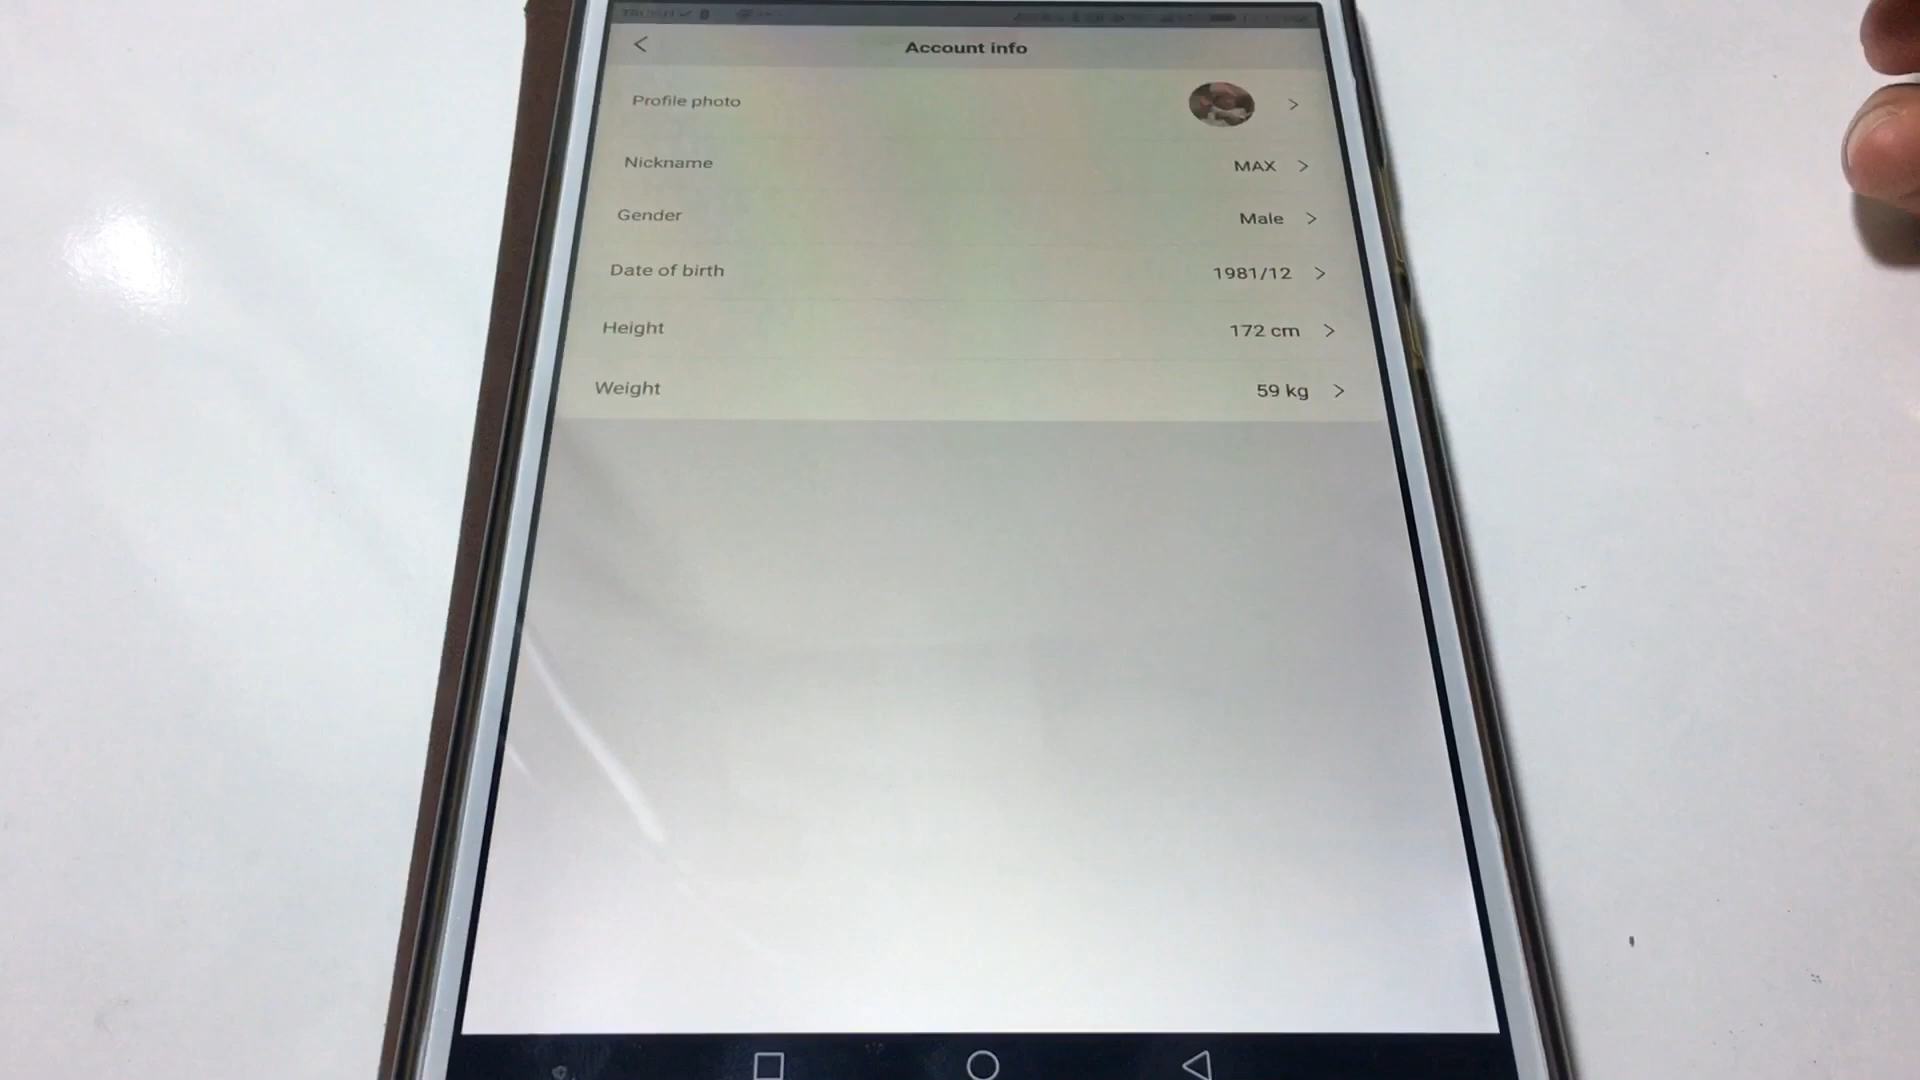 Account info
Profile photo
Nickname MAX
Gender Male
Date of birth 1981/12
Height 172 cm
Weight 59 kg